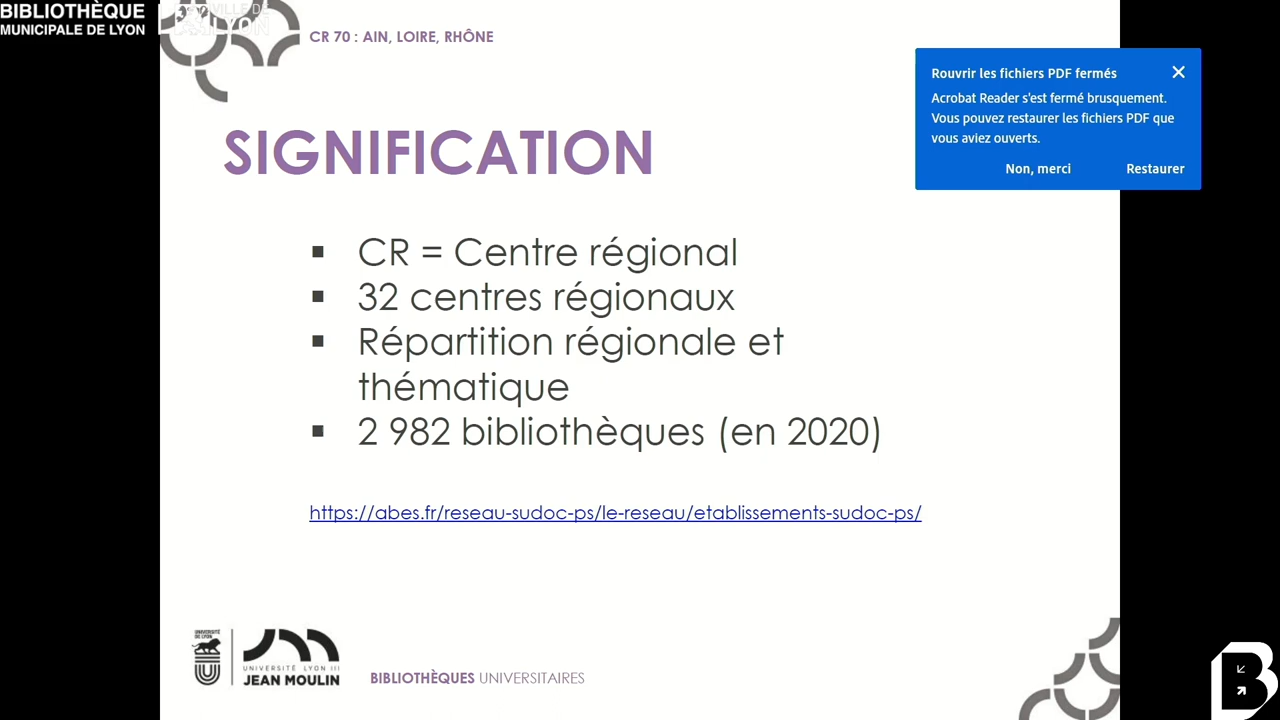 BIBLIOTHÈQUE
MUNICIPALE DE LYON
VILLE DE
LYON
CR 70 : AIN, LOIRE, RHÔNE
Rouvrir les fichiers PDF fermés
Acrobat Reader s'est fermé brusquement.
Vous pouvez restaurer les fichiers PDF que
vous aviez ouverts.
Non, merci
Restaurer
SIGNIFICATION
▪ CR = Centre régional
▪ 32 centres régionaux
▪ Répartition régionale et
thématique
▪ 2 982 bibliothèques (en 2020)
https://abes.fr/reseau-sudoc-ps/le-reseau/etablissements-sudoc-ps/
UNIVERSITÉ
DE LYON
UNIVERSITÉ LYON III
JEAN MOULIN
BIBLIOTHÈQUES UNIVERSITAIRES
B